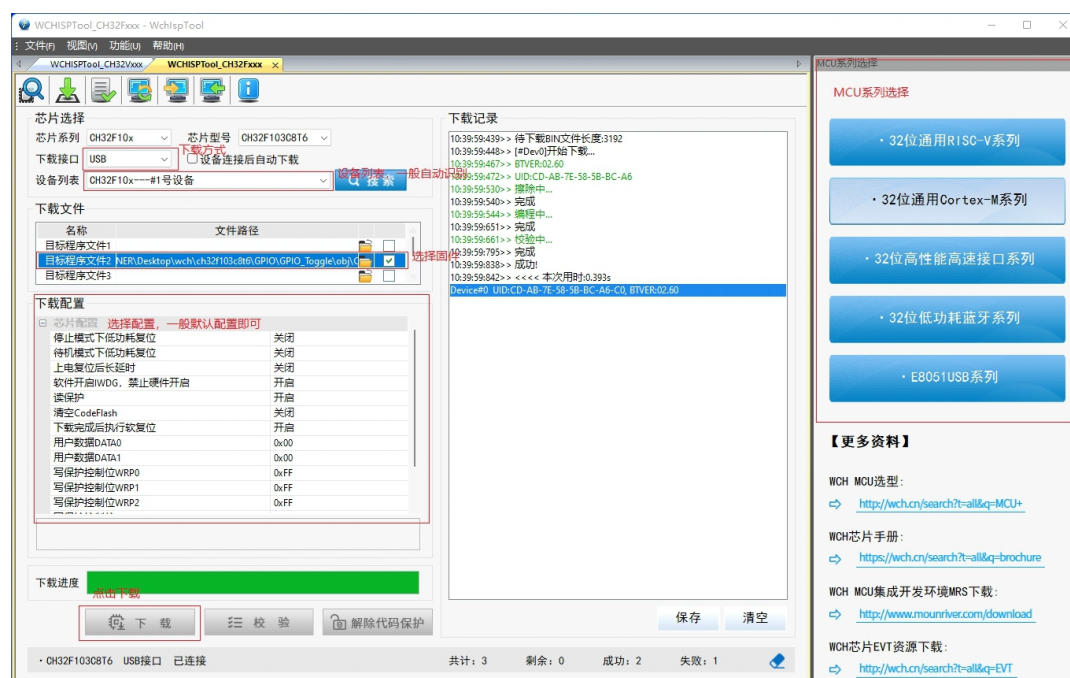 WCHISPTool_CH32Fxxx - WchIspTool
文件(F) 视图(V) 功能(U) 帮助(H)
WCHISPTool_CH32Vxxx WCHISPTool_CH32Fxxx ×
芯片选择
芯片系列 CH32F10x 芯片型号 CH32F103C8T6
下载方式
下载接口 USB 设备连接后自动下载
设备列表，一般自动识别
设备列表 CH32F10x---#1号设备 搜索
下载文件
名称 文件路径
目标程序文件1
目标程序文件2 NER\Desktop\wch\ch32f103c8t6\GPIO\GPIO_Toggle\obj\
选择固件
目标程序文件3
下载配置
芯片配置 选择配置，一般默认配置即可
停止模式下低功耗复位 关闭
待机模式下低功耗复位 关闭
上电复位后长延时 关闭
软件开启IWDG，禁止硬件开启 开启
读保护 开启
清空CodeFlash 关闭
下载完成后执行软复位 开启
用户数据DATA0 0x00
用户数据DATA1 0x00
写保护控制位WRP0 0xFF
写保护控制位WRP1 0xFF
写保护控制位WRP2 0xFF
下载进度
点击下载
下 载 校 验 解除代码保护
下载记录
10:39:59:439>> 待下载BIN文件长度:3192
10:39:59:448>> [#Dev0]开始下载...
10:39:59:467>> BTVER:02.60
10:39:59:472>> UID:CD-AB-7E-58-5B-BC-A6
10:39:59:530>> 擦除中...
10:39:59:540>> 完成
10:39:59:544>> 编程中...
10:39:59:651>> 完成
10:39:59:661>> 校验中...
10:39:59:795>> 完成
10:39:59:838>> 成功!
10:39:59:842>> <<<< 本次用时:0.393s
Device#0 UID:CD-AB-7E-58-5B-BC-A6-C0, BTVER:02.60
保存 清空
·CH32F103C8T6 USB接口 已连接 共计: 3 剩余: 0 成功: 2 失败: 1
MCU系列选择
MCU系列选择
·32位通用RISC-V系列
·32位通用Cortex-M系列
·32位高性能高速接口系列
·32位低功耗蓝牙系列
·E8051USB系列
【更多资料】
WCH MCU选型:
http://wch.cn/search?t=all&q=MCU+
WCH芯片手册:
https://wch.cn/search?t=all&q=brochure
WCH MCU集成开发环境MRS下载:
http://www.mounriver.com/download
WCH芯片EVT资源下载:
http://wch.cn/search?t=all&q=EVT